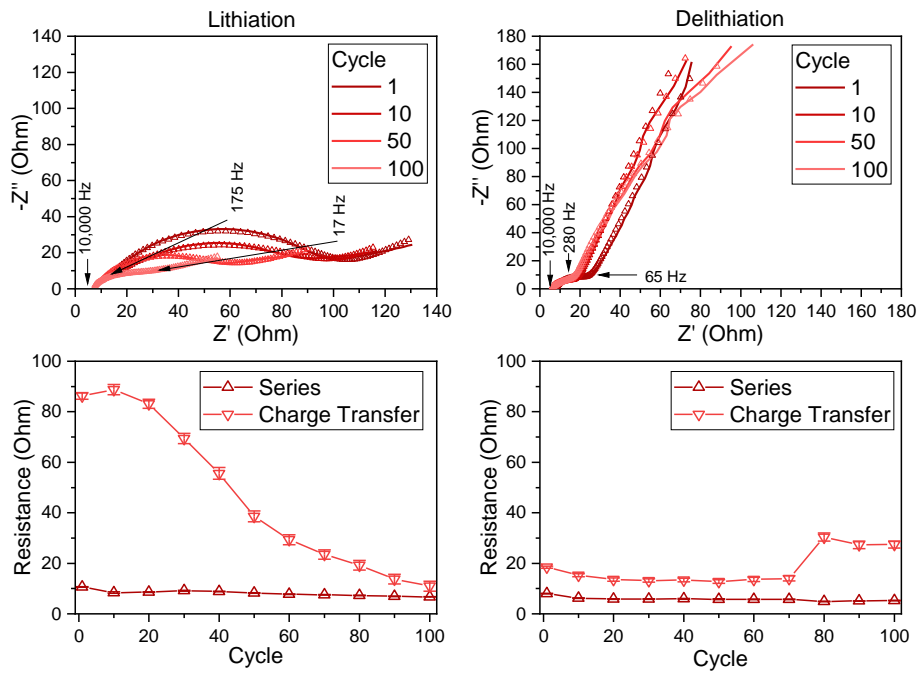 Lithiation
140
120
100
80
60
40
20
0
-Z'' (Ohm)
Cycle
1
10
50
100
10,000 Hz
175 Hz
17 Hz
0 20 40 60 80 100 120 140
Z' (Ohm)
Delithiation
180
160
140
120
100
80
60
40
20
0
-Z'' (Ohm)
Cycle
1
10
50
100
10,000 Hz
280 Hz
65 Hz
0 20 40 60 80 100 120 140 160 180
Z' (Ohm)
100
80
60
40
20
0
Resistance (Ohm)
Series
Charge Transfer
0 20 40 60 80 100
Cycle
100
80
60
40
20
0
Resistance (Ohm)
Series
Charge Transfer
0 20 40 60 80 100
Cycle